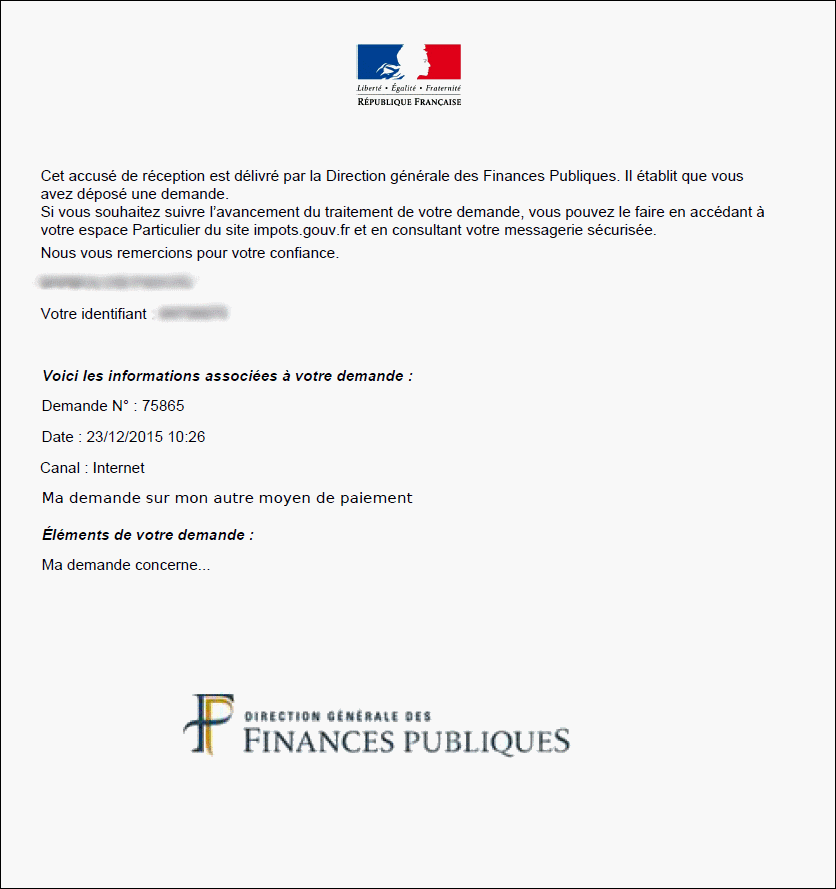 Liberté • Égalité • Fraternité
RÉPUBLIQUE FRANÇAISE
Cet accusé de réception est délivré par la Direction générale des Finances Publiques. Il établit que vous
avez déposé une demande.
Si vous souhaitez suivre l'avancement du traitement de votre demande, vous pouvez le faire en accédant à
votre espace Particulier du site impots.gouv.fr et en consultant votre messagerie sécurisée.
Nous vous remercions pour votre confiance.
Votre identifiant :
Voici les informations associées à votre demande :
Demande N° : 75865
Date : 23/12/2015 10:26
Canal : Internet
Ma demande sur mon autre moyen de paiement
Éléments de votre demande :
Ma demande concerne...
DIRECTION GÉNÉRALE DES
FINANCES PUBLIQUES